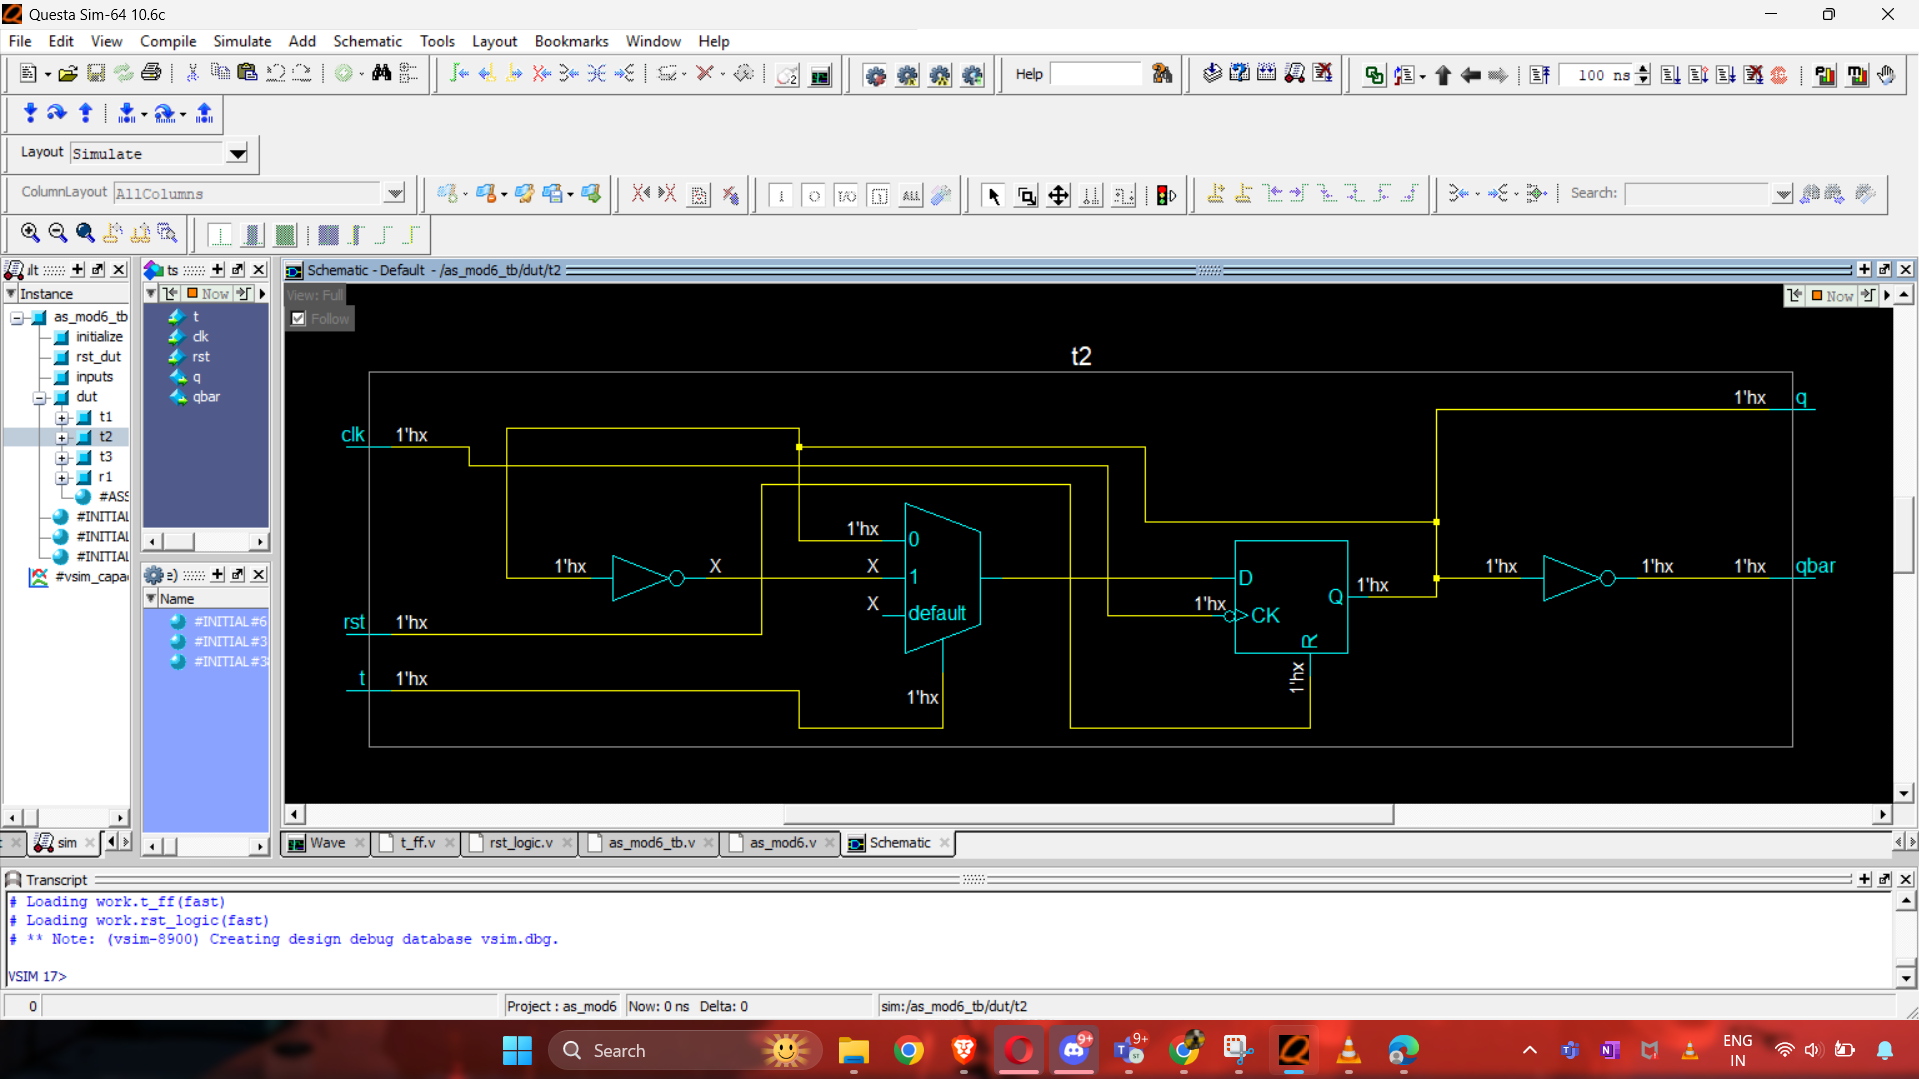 Questa Sim-64 10.6c
File Edit View Compile Simulate Add Schematic Tools Layout Bookmarks Window Help
Help
100 ns
Layout Simulate
ColumnLayout AllColumns
Search:
ts
Schematic - Default - /as_mod6_tb/dut/t2
Instance
Now
View: Full
Now
Follow
as_mod6_tb
initialize
rst_dut
inputs
dut
t1
t2
t3
r1
#ASS
#INITIAL
#INITIAL
#INITIAL
#vsim_capac
t
clk
rst
q
qbar
Name
#INITIAL#6
#INITIAL#3
#INITIAL#3
t2
1'hx q
clk 1'hx
1'hx 0
1'hx X X 1
X default
D
1'hx CK
Q 1'hx
R
1'hx
1'hx 1'hx 1'hx qbar
rst 1'hx
t 1'hx
1'hx
sim
Wave
t_ff.v
rst_logic.v
as_mod6_tb.v
as_mod6.v
Schematic
Transcript
# Loading work.t_ff(fast)
# Loading work.rst_logic(fast)
# ** Note: (vsim-8900) Creating design debug database vsim.dbg.
VSIM 17>
0
Project : as_mod6
Now: 0 ns Delta: 0
sim:/as_mod6_tb/dut/t2
Search
9+
9+
ENG
IN